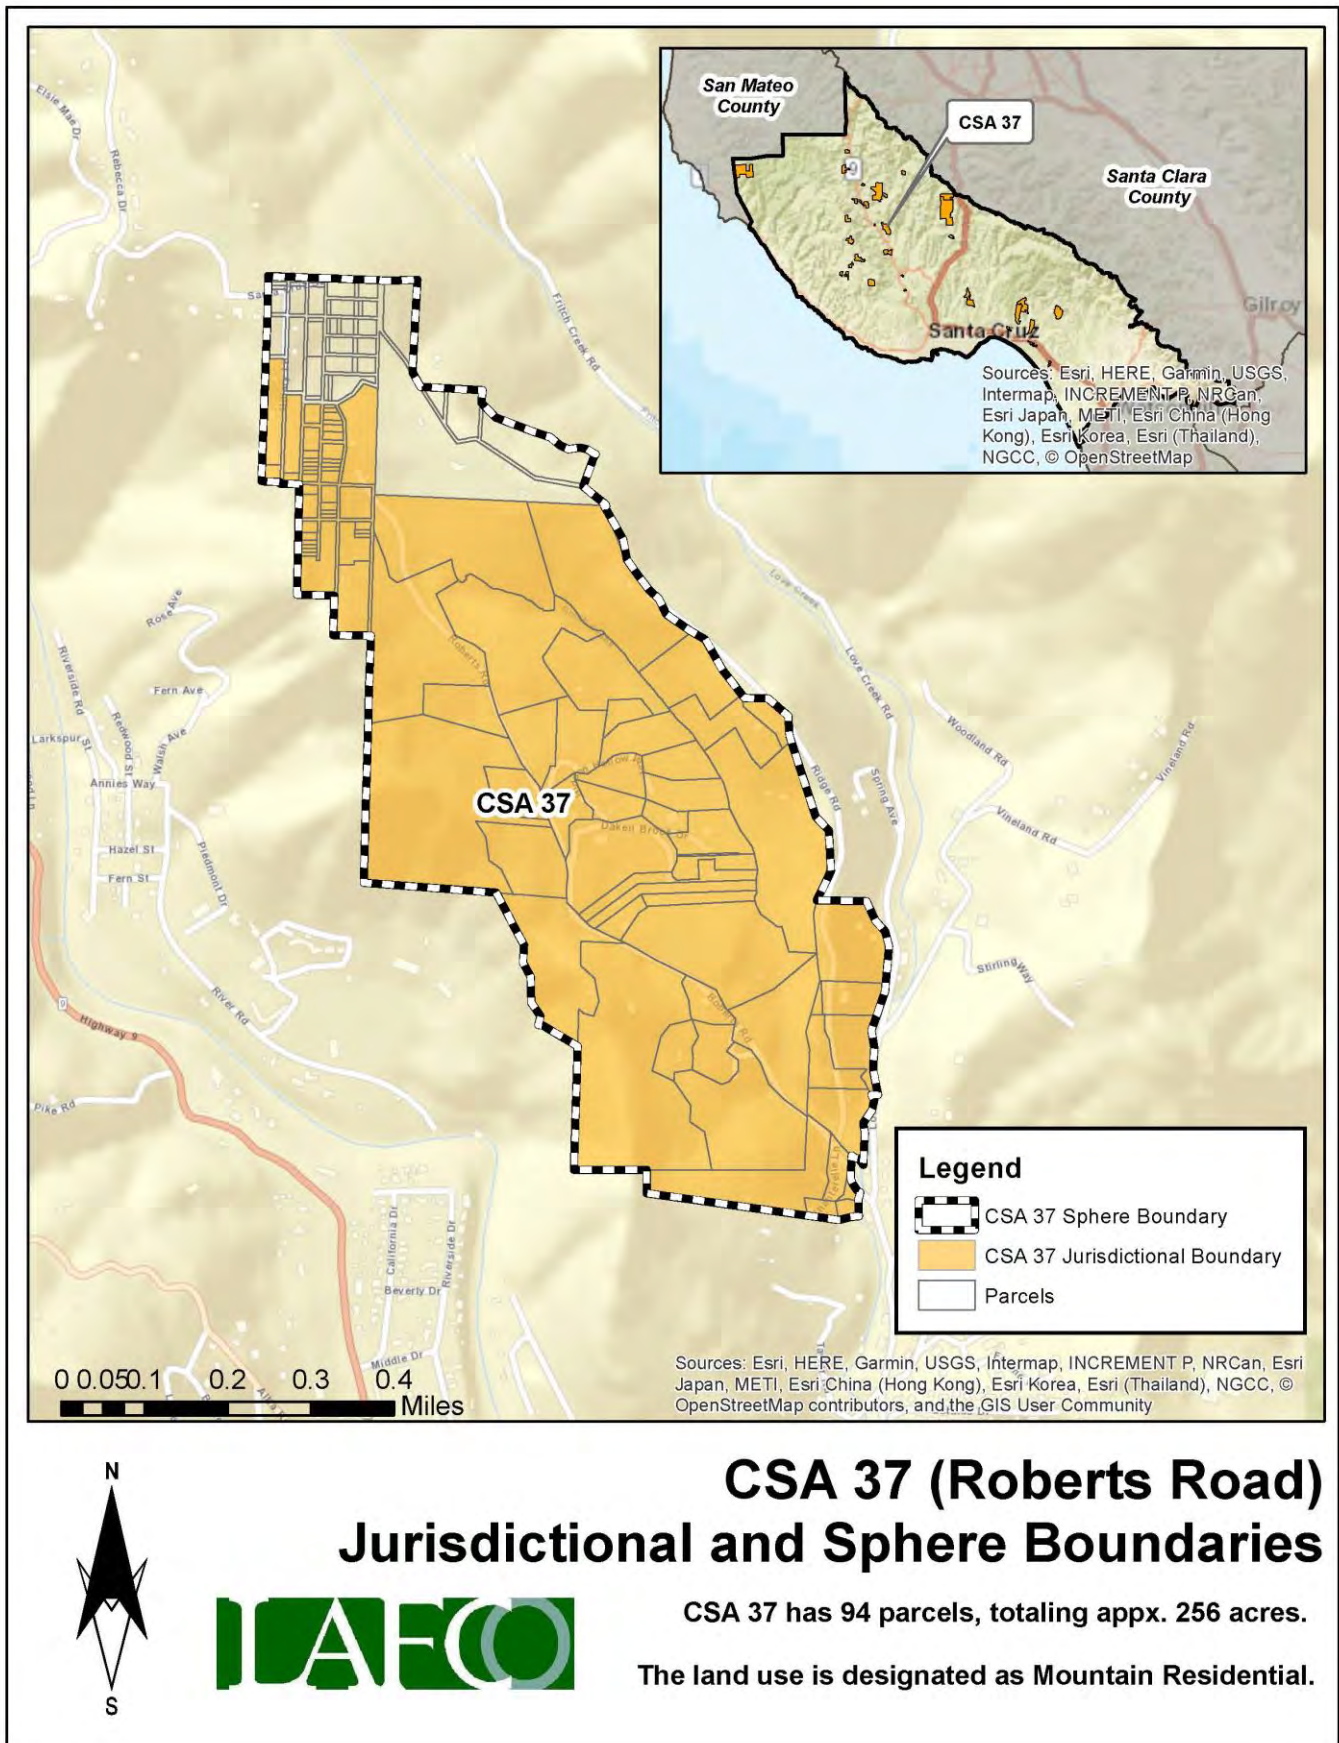 San Mateo
County
CSA 37
Santa Clara
County
9
Gilroy
Santa Cruz
Sources: Esri, HERE, Garmin, USGS,
Intermap, INCREMENT P, NRCan,
Esri Japan, METI, Esri China (Hong
Kong), Esri Korea, Esri (Thailand),
NGCC, © OpenStreetMap
Elsie Mae Dr
Rebecca Dr
Fritch Creek Rd
Love Creek
Love Creek Rd
Rose Ave
Riverside Rd
Fern Ave
Redwood St
Walsh Ave
Larkspur St
Annies Way
Hazel St
Fern St
Piedmont Dr
River Rd
9
Highway 9
Pike Rd
Roberts Rd
CSA 37
Ridge Rd
Spring Ave
Woodland Rd
Vineland Rd
Vineland Rd
Stirling Way
Roberts Rd
California Dr
Riverside Dr
Beverly Dr
Middle Dr
Legend
CSA 37 Sphere Boundary
CSA 37 Jurisdictional Boundary
Parcels
0 0.050.1 0.2 0.3 0.4
Miles
Sources: Esri, HERE, Garmin, USGS, Intermap, INCREMENT P, NRCan, Esri
Japan, METI, Esri China (Hong Kong), Esri Korea, Esri (Thailand), NGCC, ©
OpenStreetMap contributors, and the GIS User Community
N
S
CSA 37 (Roberts Road)
Jurisdictional and Sphere Boundaries
LAFCO
CSA 37 has 94 parcels, totaling appx. 256 acres.
The land use is designated as Mountain Residential.